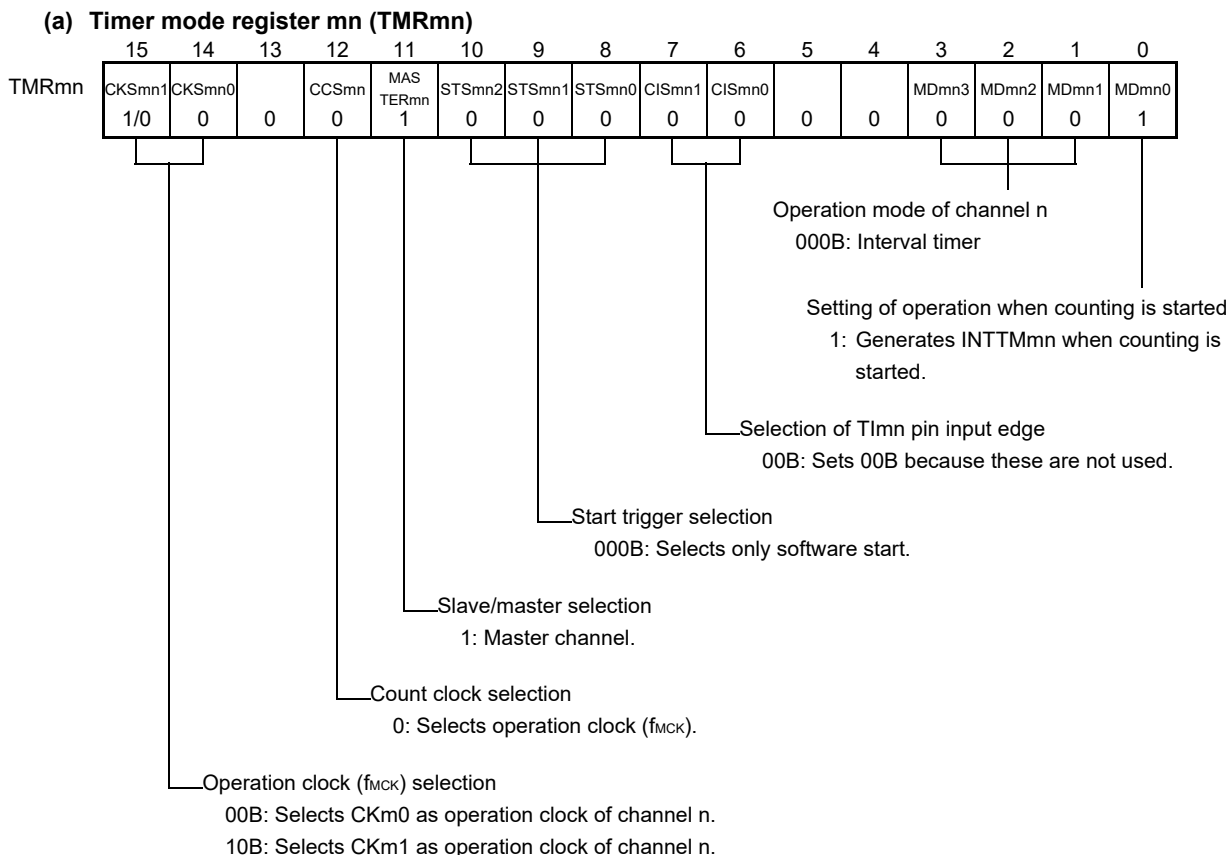 (a) Timer mode register mn (TMRmn)
15 14 13 12 11 10 9 8 7 6 5 4 3 2 1 0
TMRmn CKSmn1 CKSmn0 CCSmn MAS TERmn STSmn2 STSmn1 STSmn0 CISmn1 CISmn0 MDmn3 MDmn2 MDmn1 MDmn0
1/0 0 0 0 1 0 0 0 0 0 0 0 0 0 0 1
Operation mode of channel n
000B: Interval timer
Setting of operation when counting is started
1: Generates INTTMmn when counting is
started.
Selection of TImn pin input edge
00B: Sets 00B because these are not used.
Start trigger selection
000B: Selects only software start.
Slave/master selection
1: Master channel.
Count clock selection
0: Selects operation clock (fMCK).
Operation clock (fMCK) selection
00B: Selects CKm0 as operation clock of channel n.
10B: Selects CKm1 as operation clock of channel n.